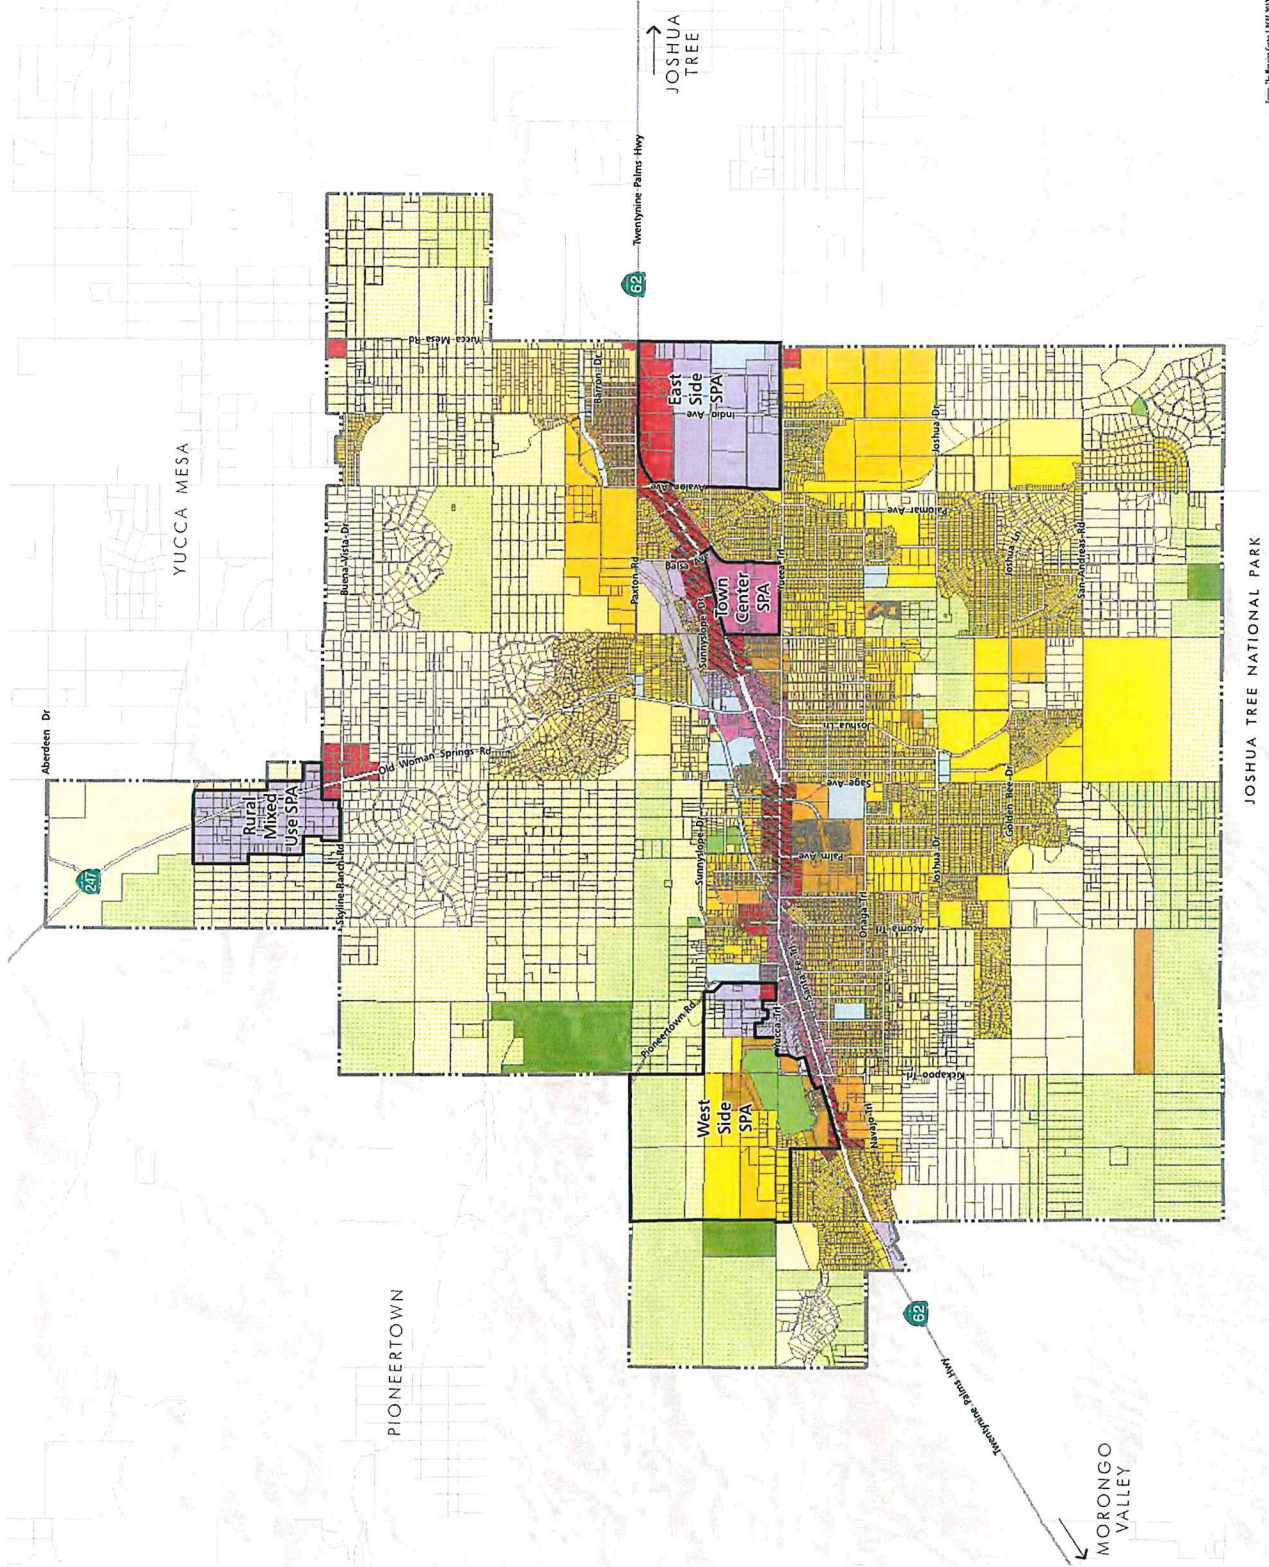 JOSHUA
TREE
Twentynine Palms Hwy
62
YUCCA MESA
Yucca Mesa Rd
Barron Dr
East
Side
SPA
India
Ave
Avalon
Ave
Buena Vista Dr
Paxton Rd
Balsa Ave
Sunnyslope Dr
Town
Center
SPA
Yucca Trl
Palomar Ave
Joshua Dr
Joshua Ln
San Andreas Rd
Aberdeen Dr
247
Rural
Mixed
Use SPA
Old Woman Springs Rd
Skyline Ranch Rd
Sunnyslope Dr
Joshua Ln
Sage Ave
Palm Ave
Golden Bee Dr
Joshua Dr
Onaga Trl
Acoma Trl
Santa Fe Trl
Pioneertown Rd
Yucca Trl
Kickapoo Trl
West
Side
SPA
Navajo Trl
JOSHUA TREE NATIONAL PARK
PIONEERTOWN
62
Twentynine Palms Hwy
MORONGO
VALLEY